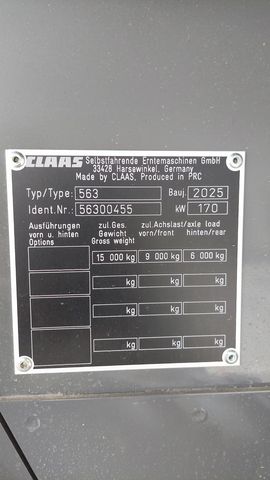 CLAAS Selbstfahrende Erntemaschinen GmbH
33428 Harsewinkel, Germany
Made by CLAAS, Produced in PRC
Typ/Type: 563 Bauj. 2025
Ident.Nr.: 56300455 kW 170
Ausführungen zul.Ges. zul.Achslast/axle load
vorn u. hinten Gewicht vorn/front hinten/rear
Options Gross weight
15 000 kg 9 000 kg 6 000 kg
kg kg kg
kg kg kg
kg kg kg